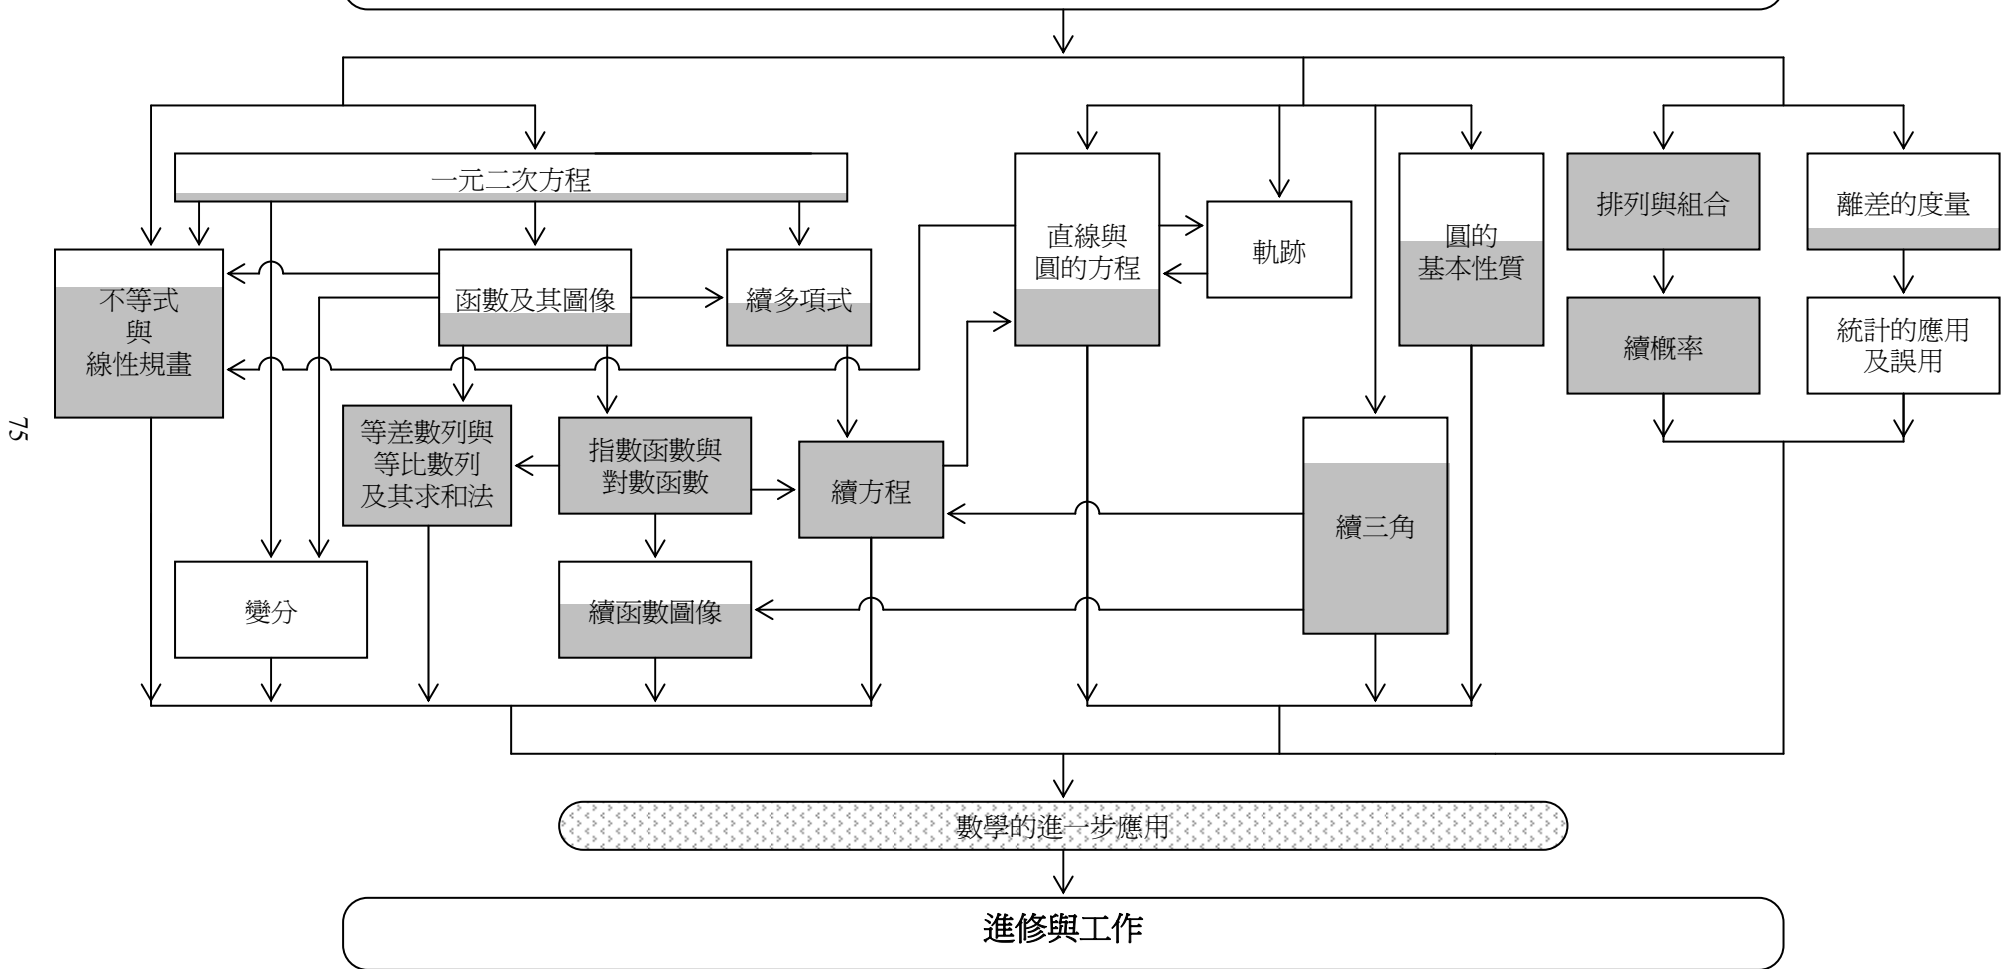 一元二次方程
排列與組合
離差的度量
直線與
圓的方程
軌跡
圓的
基本性質
不等式
與
線性規畫
函數及其圖像
續多項式
續概率
統計的應用
及誤用
等差數列與
等比數列
及其求和法
指數函數與
對數函數
續方程
續三角
變分
續函數圖像
數學的進一步應用
進修與工作
75